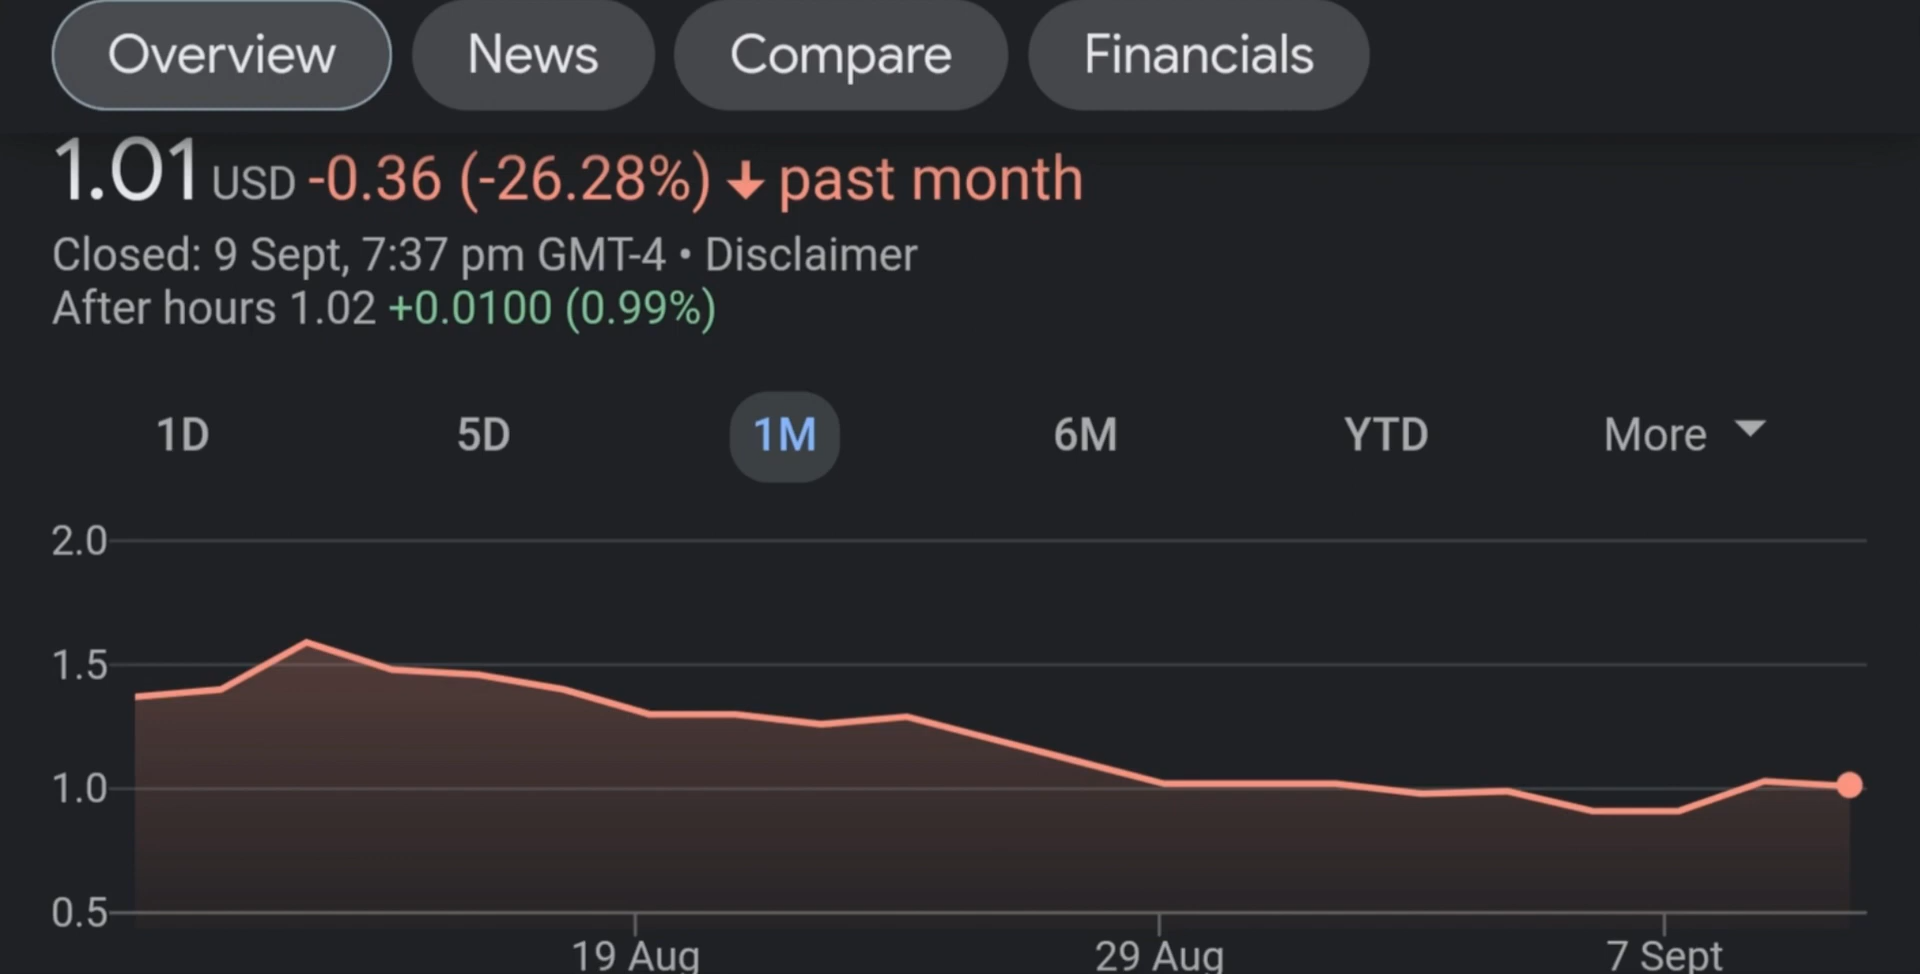 Overview News Compare Financials
1.01 USD -0.36 (-26.28%) ↓ past month
Closed: 9 Sept, 7:37 pm GMT-4 • Disclaimer
After hours 1.02 +0.0100 (0.99%)
1D 5D 1M 6M YTD More
2.0
1.5
1.0
0.5
19 Aug 29 Aug 7 Sept